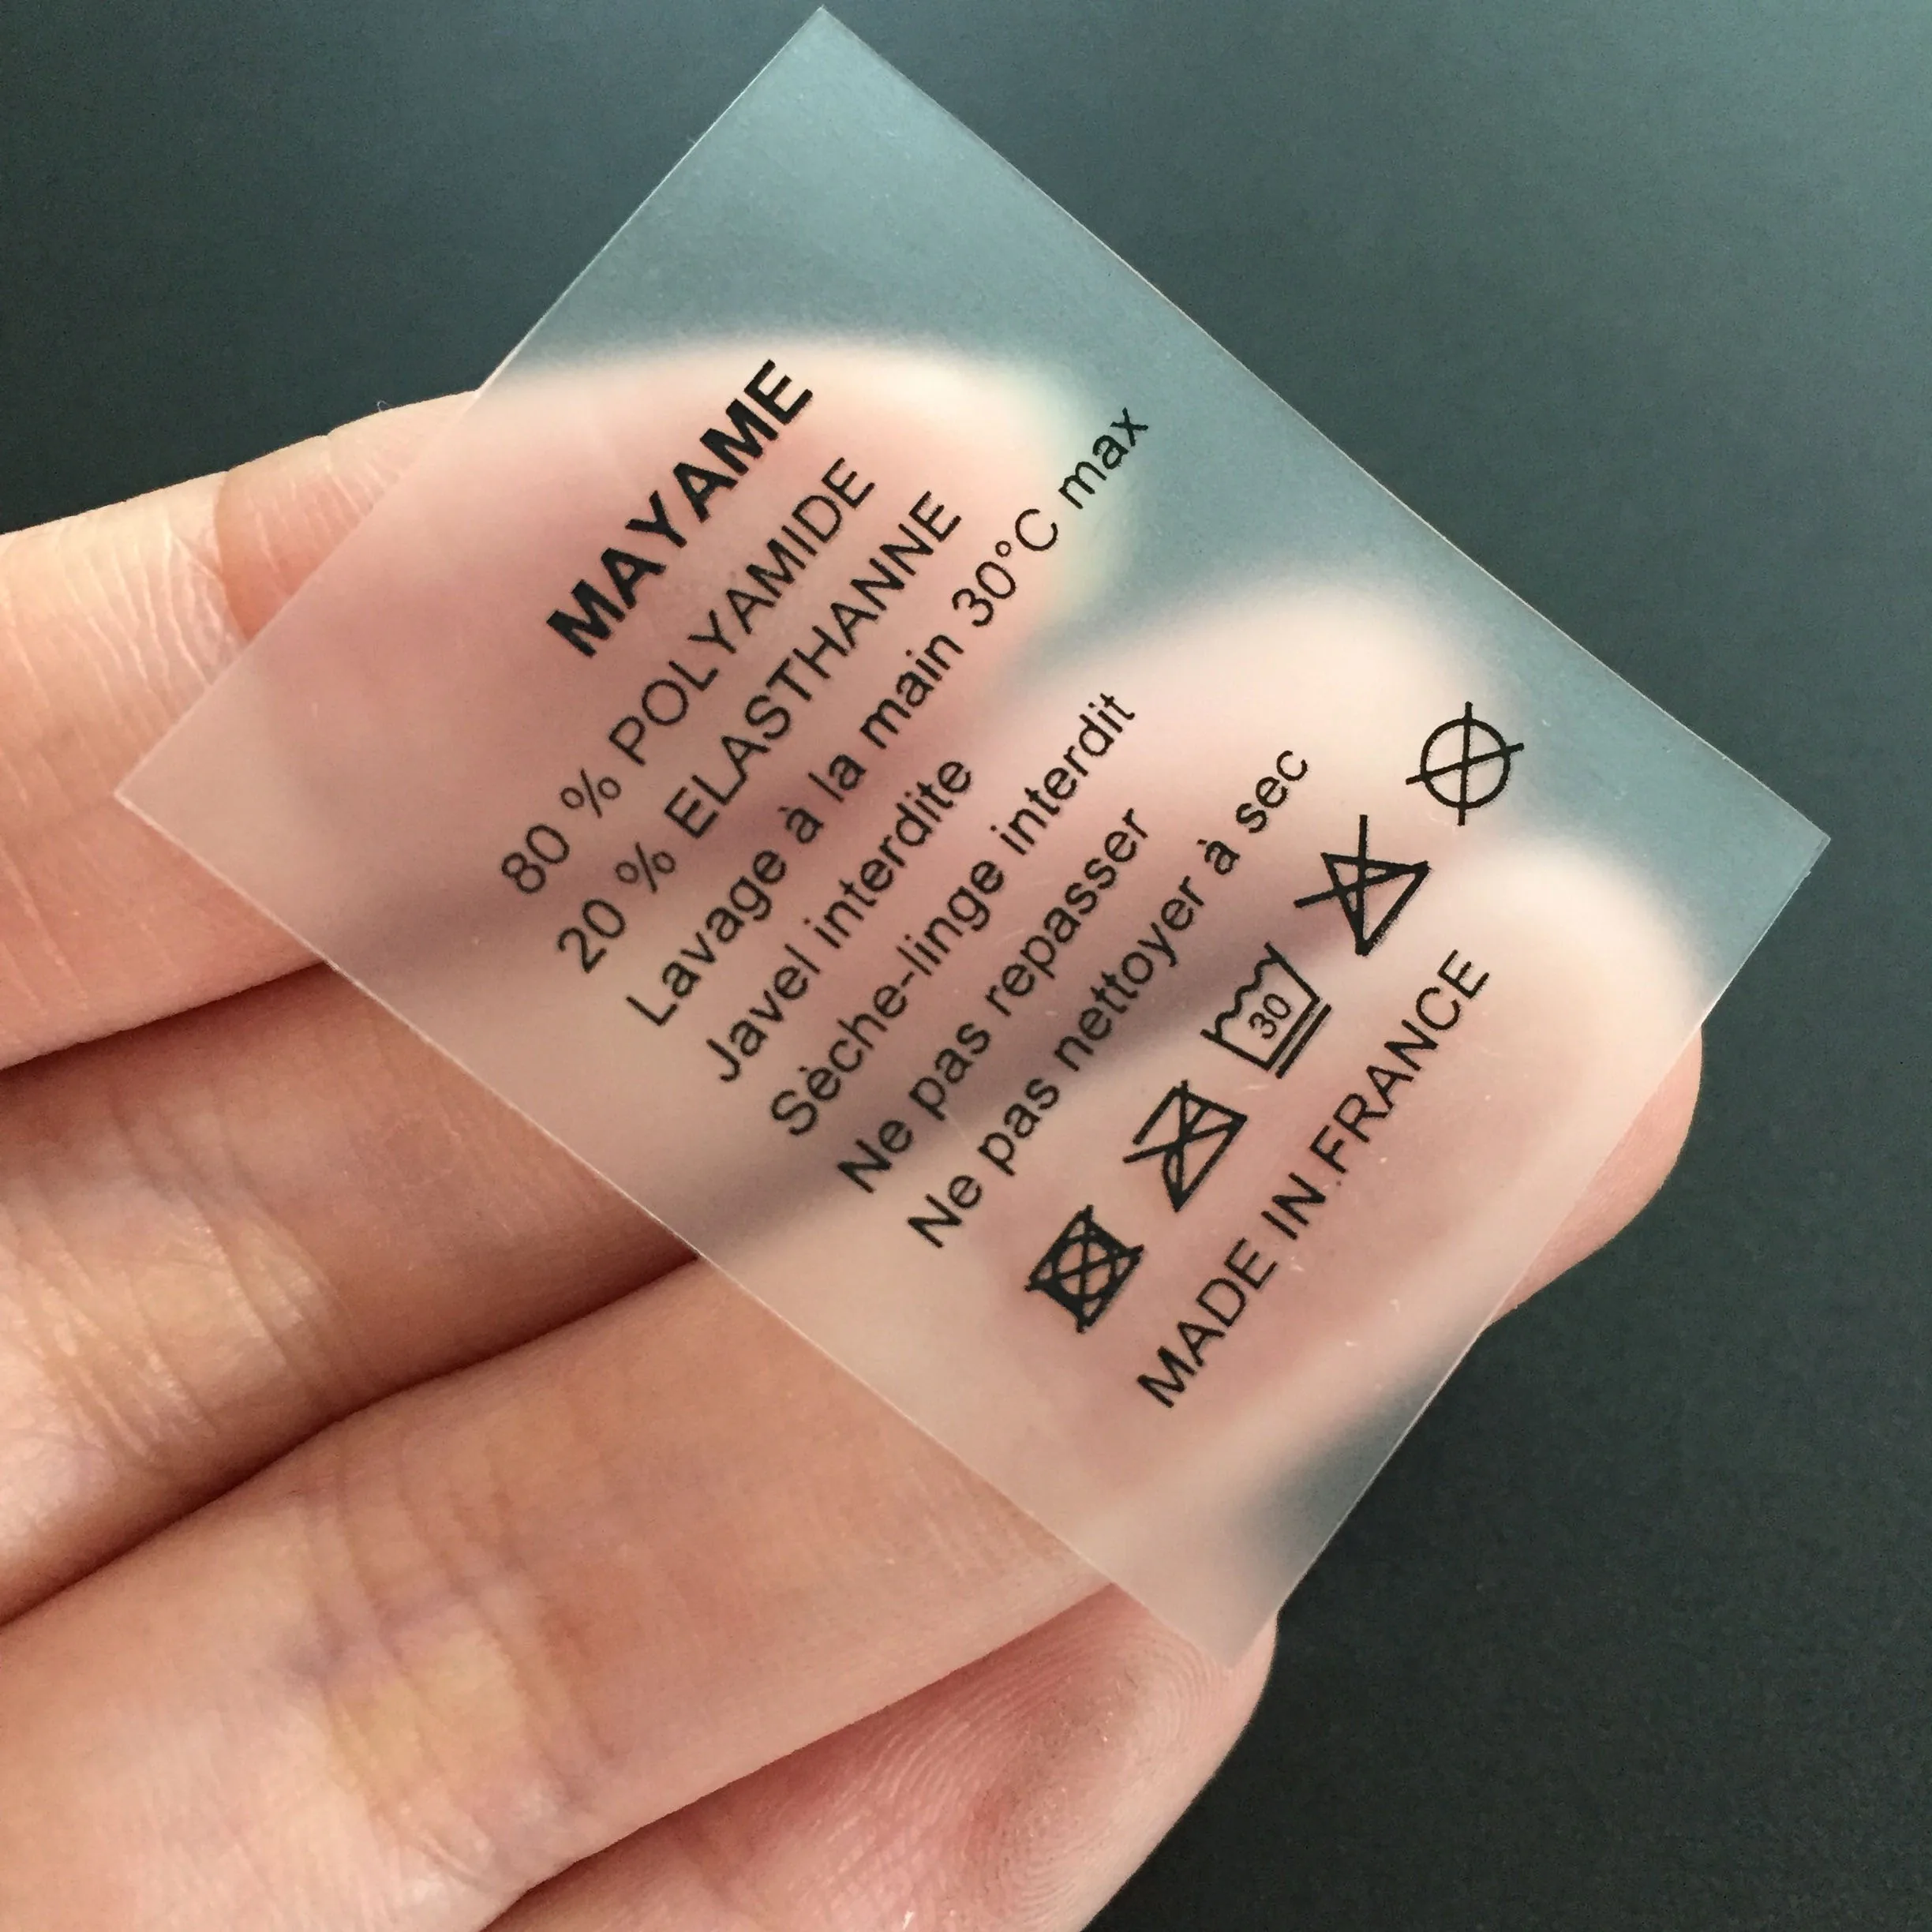 MAYAME
80 % POLYAMIDE
20 % ELASTHANNE
Lavage à la main 30°C max
Javel interdite
Sèche-linge interdit
Ne pas repasser
Ne pas nettoyer à sec
30
MADE IN FRANCE